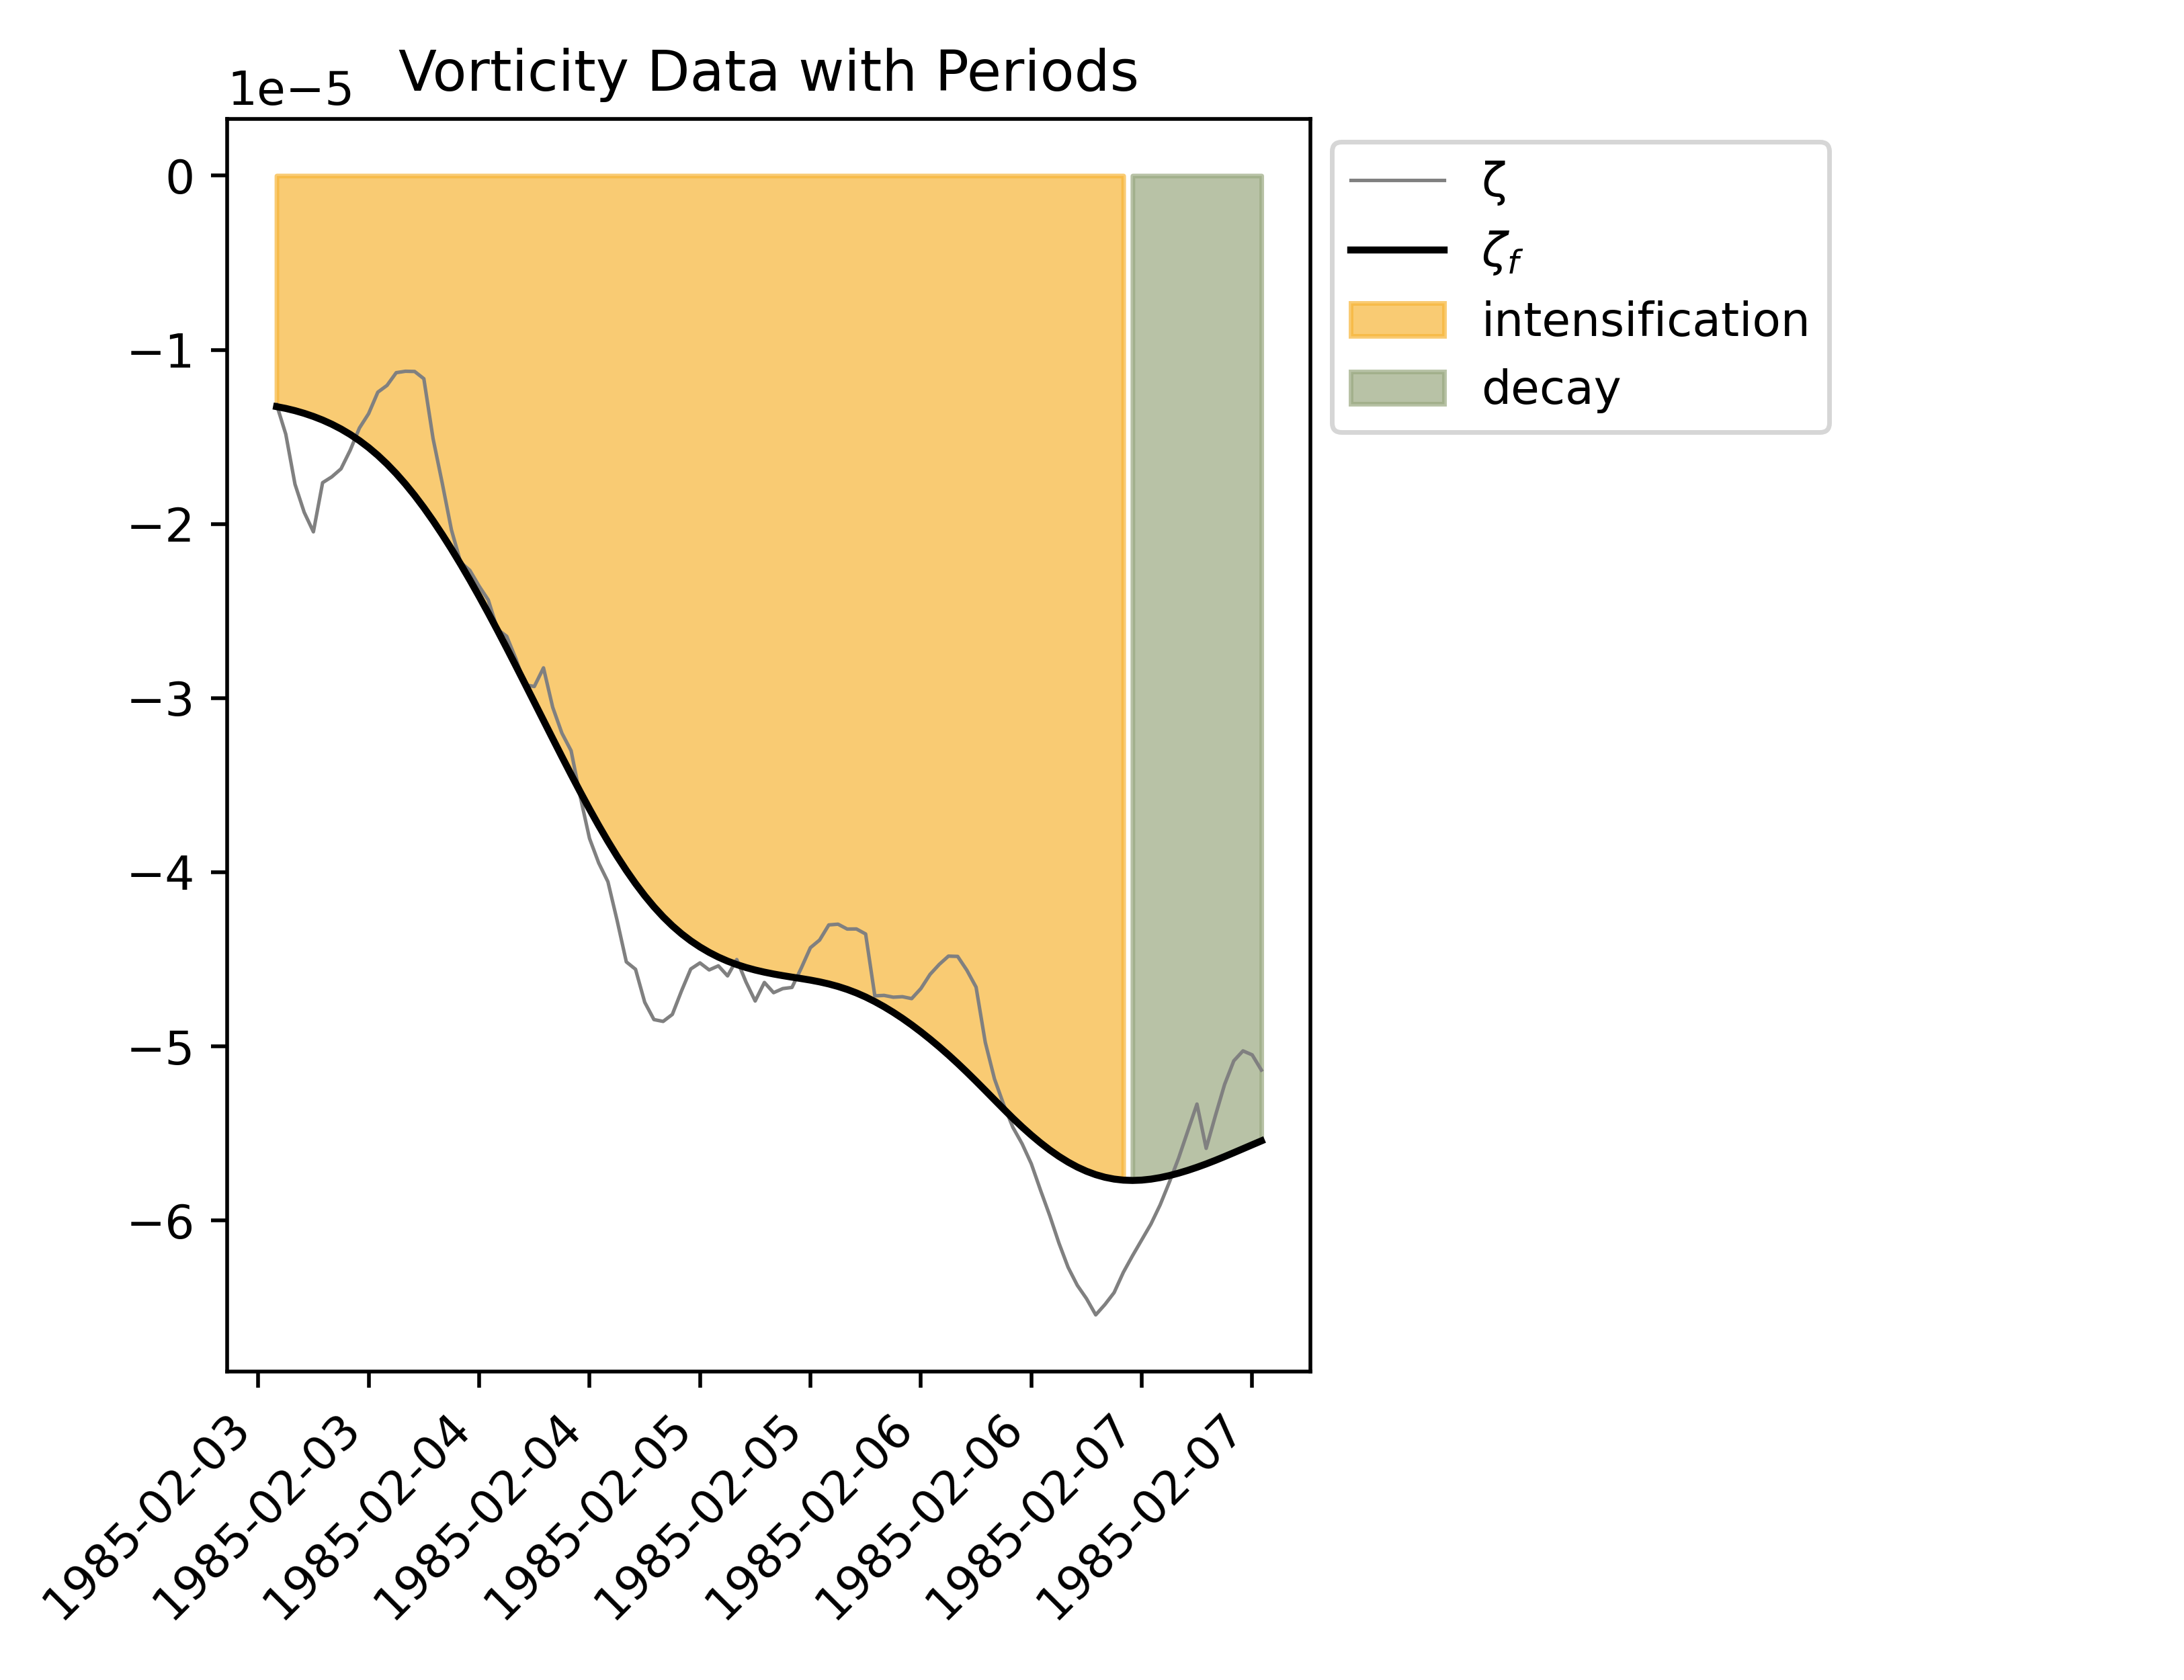 Vorticity Data with Periods
1e−5
0
−1
−2
−3
−4
−5
−6
1985-02-03
1985-02-03
1985-02-04
1985-02-04
1985-02-05
1985-02-05
1985-02-06
1985-02-06
1985-02-07
1985-02-07
ζ
ζf
intensification
decay